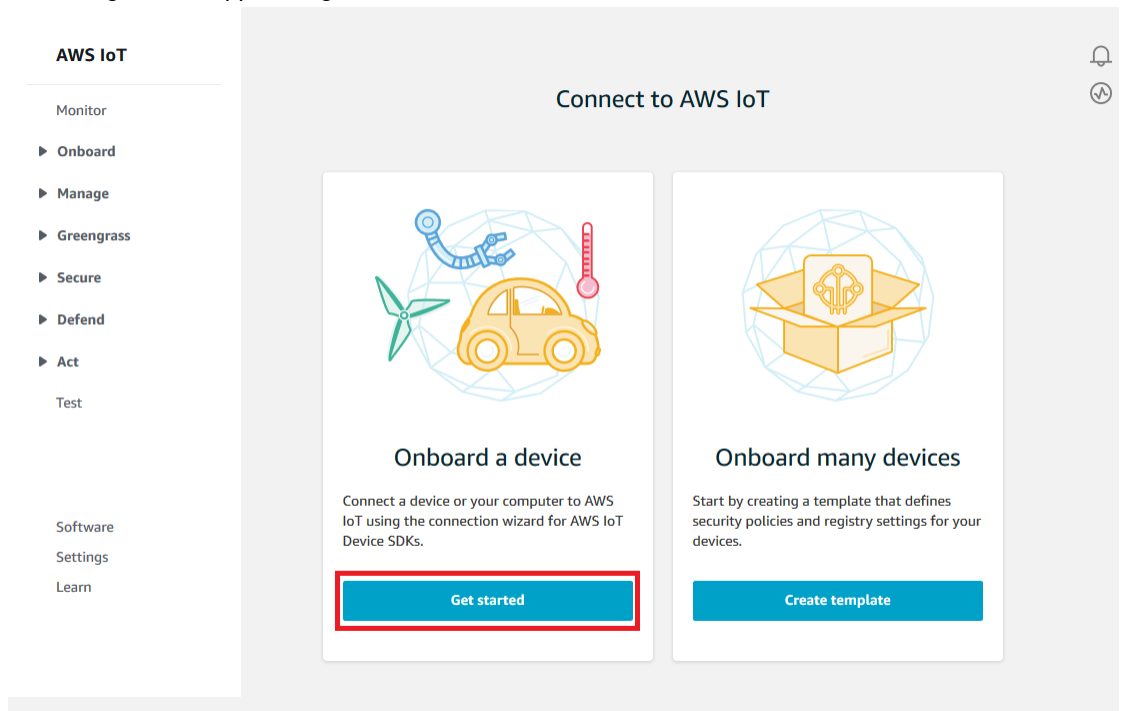 AWS IoT
Monitor
Onboard
Manage
Greengrass
Secure
Defend
Act
Test
Software
Settings
Learn
Connect to AWS IoT
Onboard a device
Connect a device or your computer to AWS
IoT using the connection wizard for AWS IoT
Device SDKs.
Get started
Onboard many devices
Start by creating a template that defines
security policies and registry settings for your
devices.
Create template